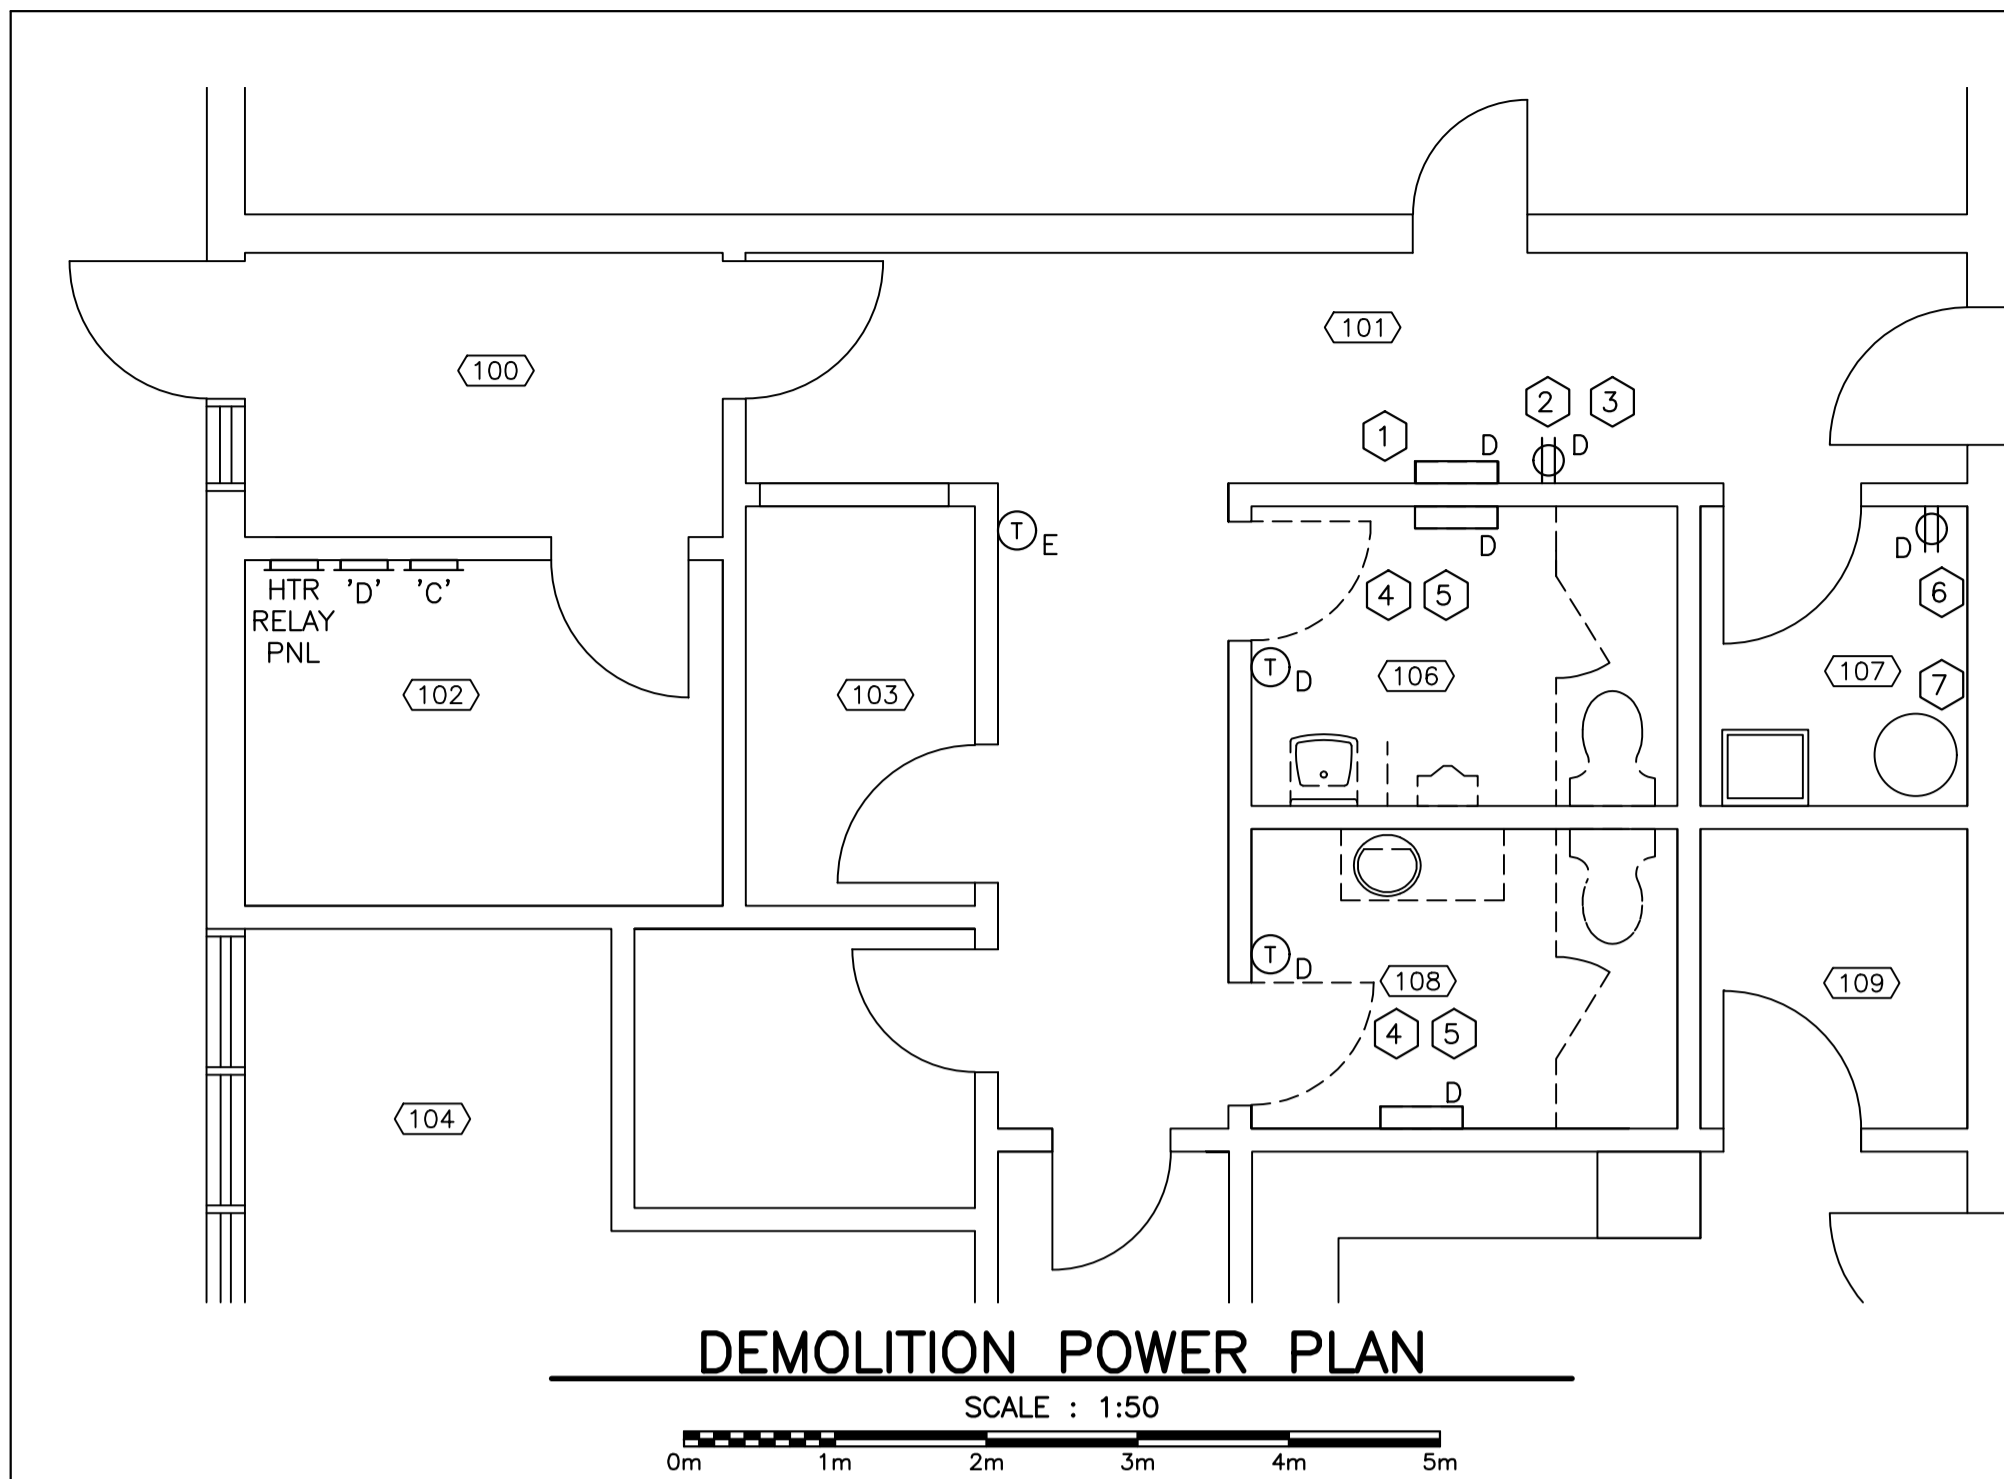 101
100
2 3
1 D D
D
T E
HTR 'D' 'C'
RELAY
PNL
D
4 5
6
T D
106
107
7
102
103
T D
108
109
4 5
D
104
DEMOLITION POWER PLAN
SCALE : 1:50
0m 1m 2m 3m 4m 5m